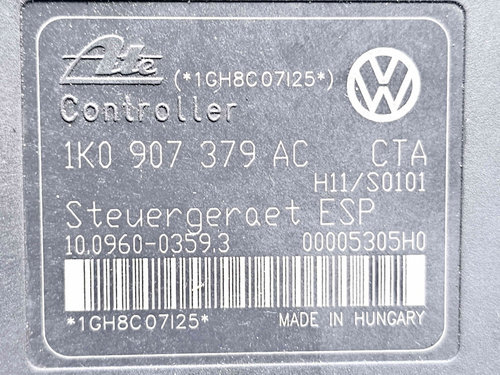 Ate (*1GH8C07I25*)
Controller
1K0 907 379 AC CTA
H11/S0101
Steuergeraet ESP
10.0960-0359.3 00005305H0
*1GH8C07I25* MADE IN HUNGARY